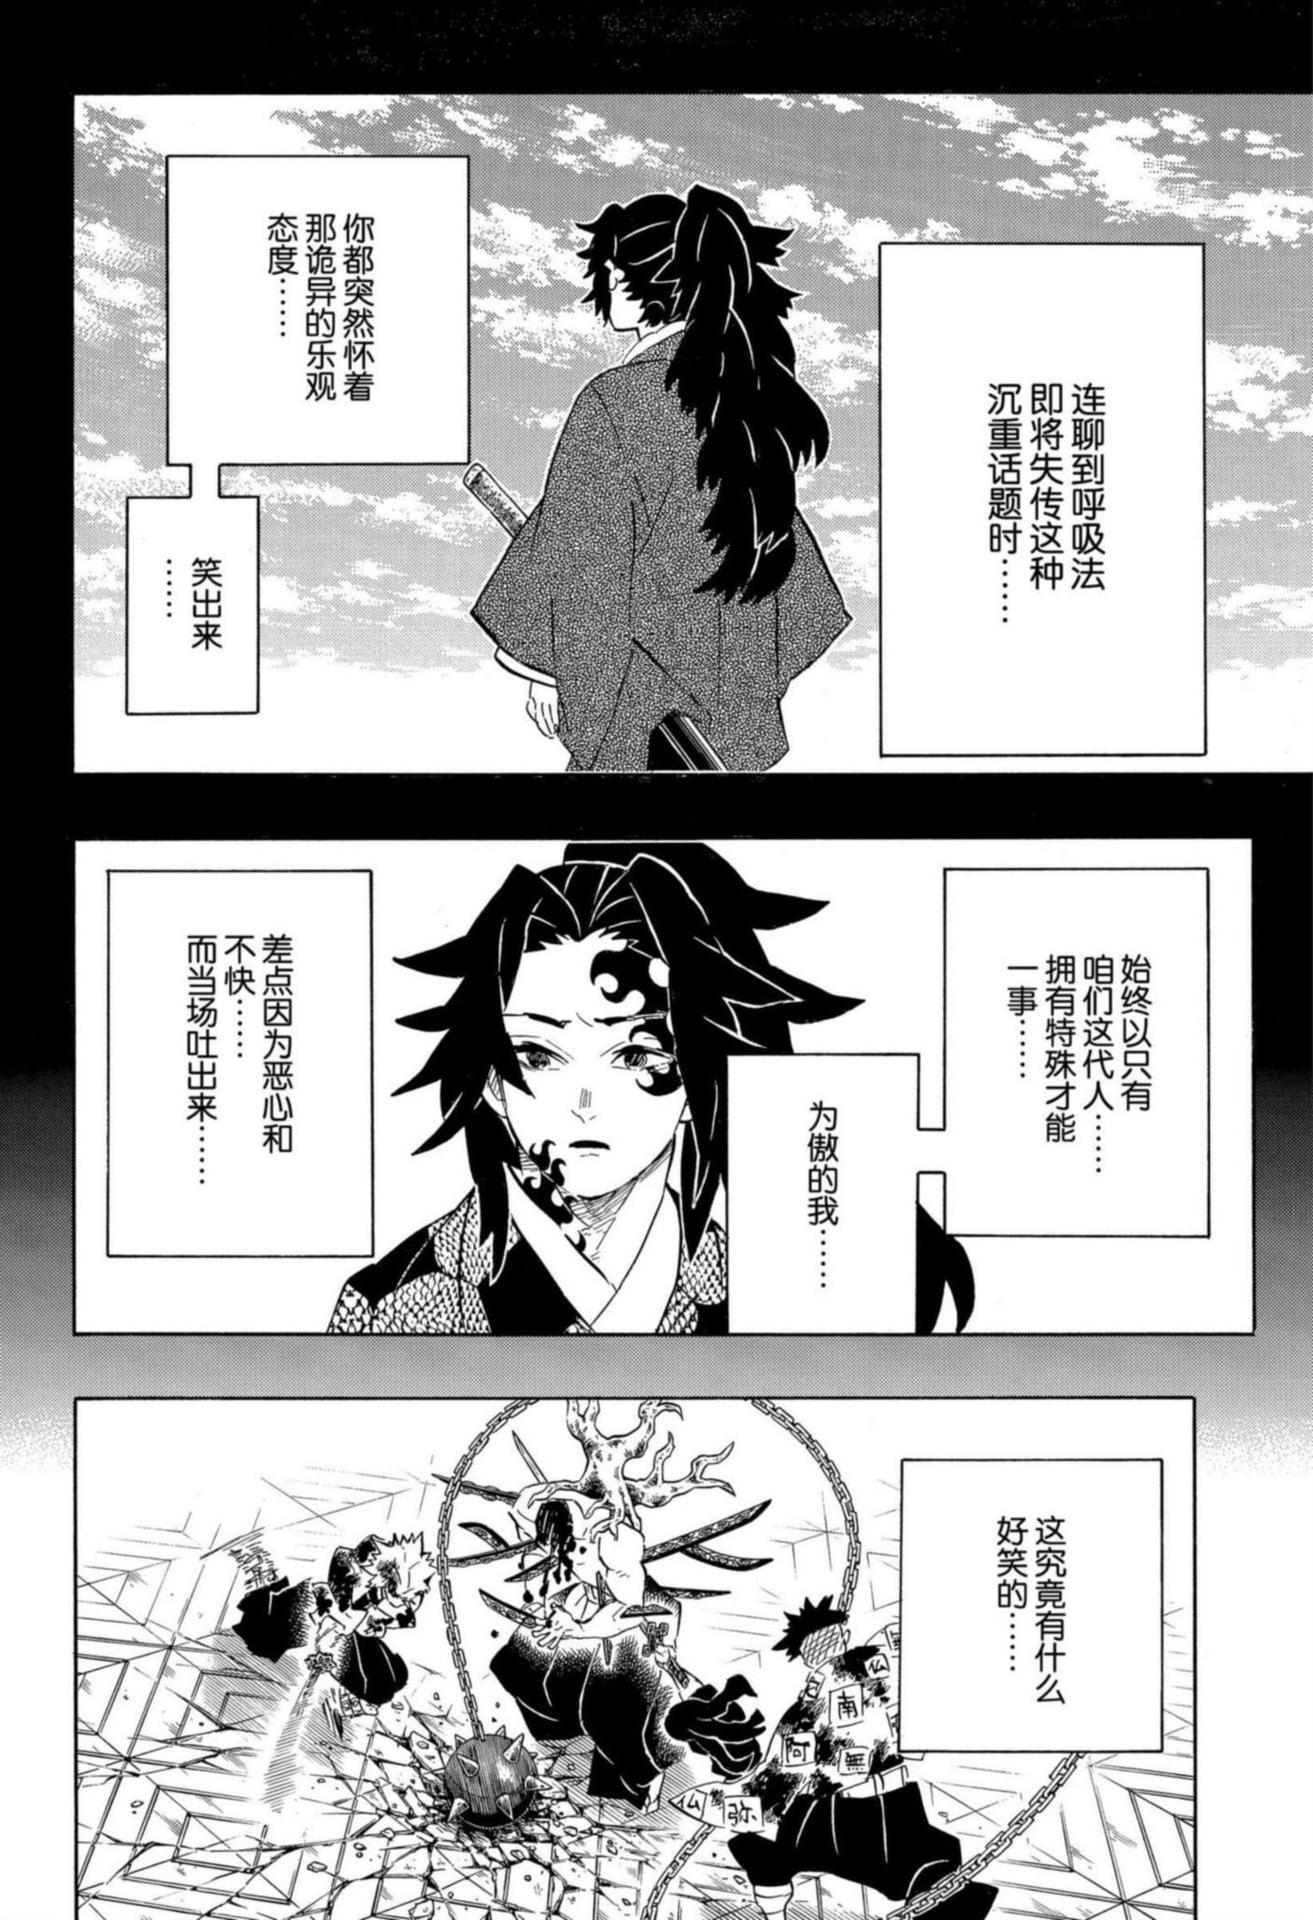 连聊到呼吸法
即将失传这种
沉重话题时……
你都突然怀着
那诡异的乐观
态度……
笑出来
……
始终以只有
咱们这代人……
拥有特殊才能
一事……
为傲的我……
差点因为恶心和
不快……
而当场吐出来……
这究竟有什么
好笑的……
仏
南
無
阿
弥
仏